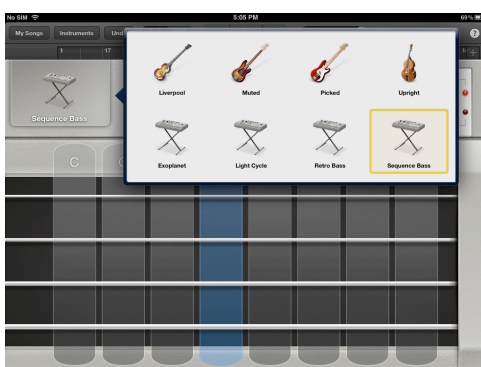 No SIM 5:05 PM 69%
My Songs Instruments Und
1 17
Liverpool Muted Picked Upright
Sequence Bass
Exoplanet Light Cycle Retro Bass Sequence Bass
C